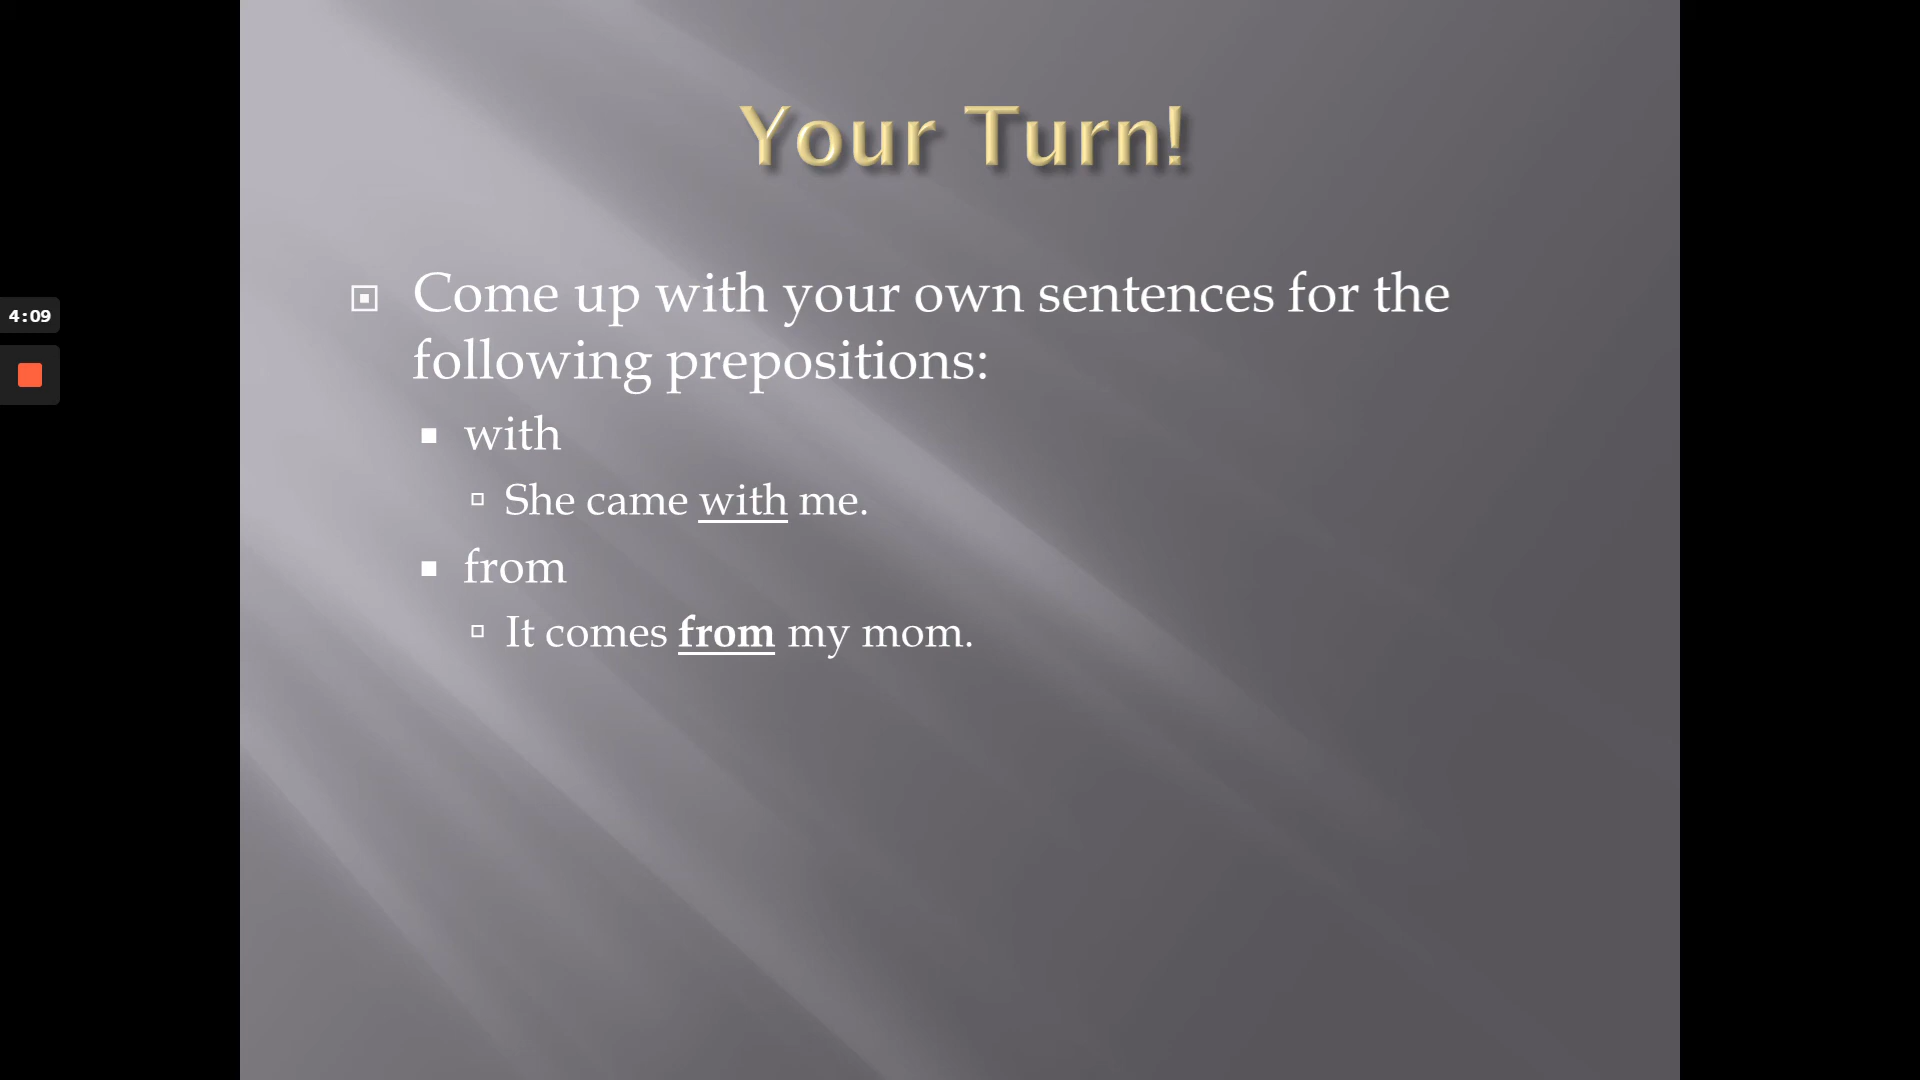 Your Turn!
Come up with your own sentences for the
following prepositions:
with
She came with me.
from
It comes from my mom.
4:09